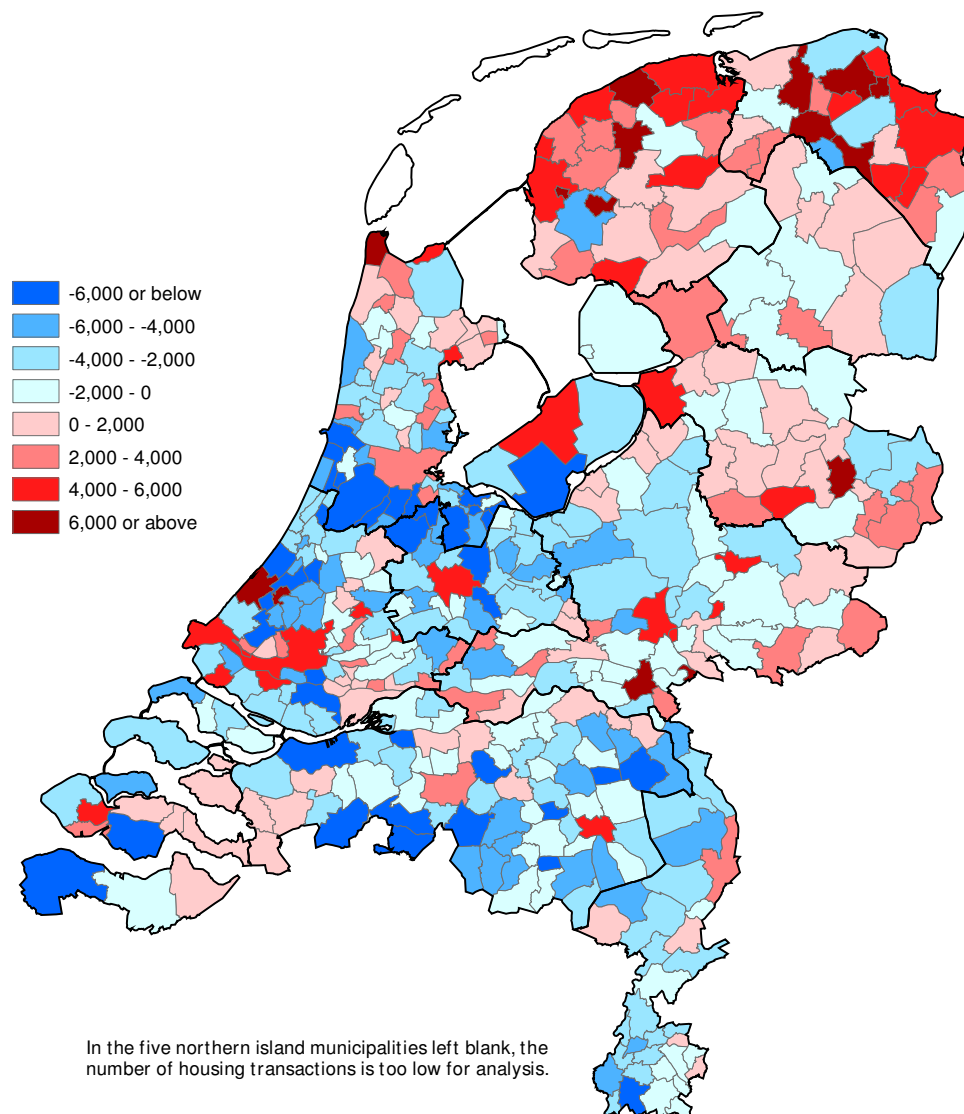 -6,000 or below
-6,000 - -4,000
-4,000 - -2,000
-2,000 - 0
0 - 2,000
2,000 - 4,000
4,000 - 6,000
6,000 or above
In the five northern island municipalities left blank, the
number of housing transactions is too low for analysis.